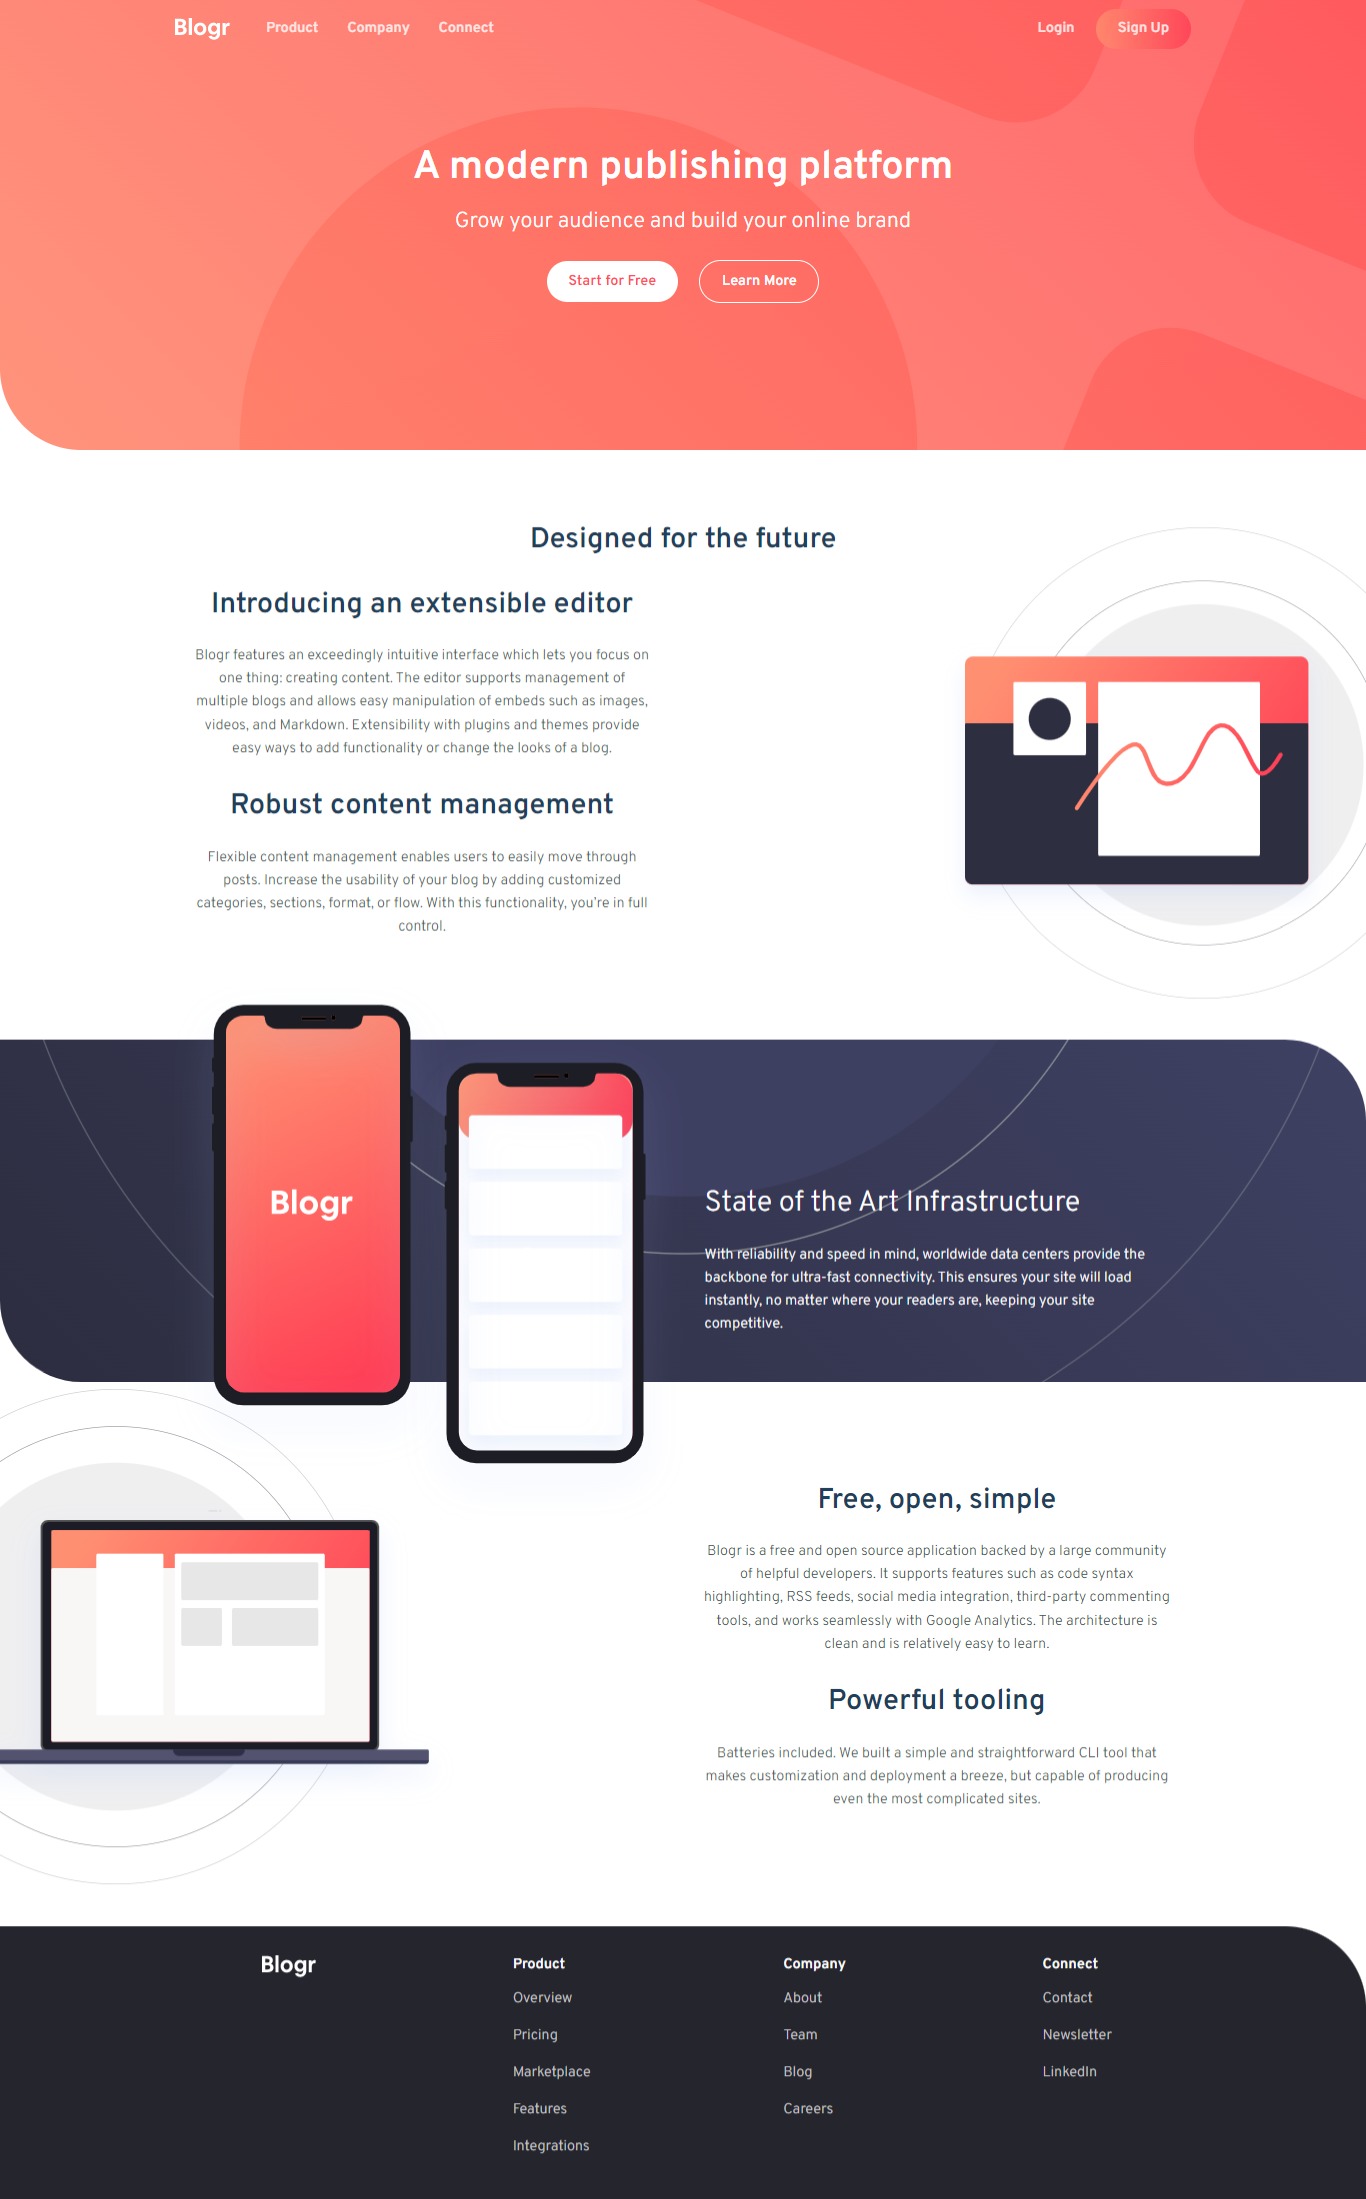 Blogr Product Company Connect Login Sign Up
A modern publishing platform
Grow your audience and build your online brand
Start for Free Learn More
Designed for the future
Introducing an extensible editor
Blogr features an exceedingly intuitive interface which lets you focus on
one thing: creating content. The editor supports management of
multiple blogs and allows easy manipulation of embeds such as images,
videos, and Markdown. Extensibility with plugins and themes provide
easy ways to add functionality or change the looks of a blog.
Robust content management
Flexible content management enables users to easily move through
posts. Increase the usability of your blog by adding customized
categories, sections, format, or flow. With this functionality, you're in full
control.
Blogr
State of the Art Infrastructure
With reliability and speed in mind, worldwide data centers provide the
backbone for ultra-fast connectivity. This ensures your site will load
instantly, no matter where your readers are, keeping your site
competitive.
Free, open, simple
Blogr is a free and open source application backed by a large community
of helpful developers. It supports features such as code syntax
highlighting, RSS feeds, social media integration, third-party commenting
tools, and works seamlessly with Google Analytics. The architecture is
clean and is relatively easy to learn.
Powerful tooling
Batteries included. We built a simple and straightforward CLI tool that
makes customization and deployment a breeze, but capable of producing
even the most complicated sites.
Blogr
Product
Overview
Pricing
Marketplace
Features
Integrations
Company
About
Team
Blog
Careers
Connect
Contact
Newsletter
LinkedIn